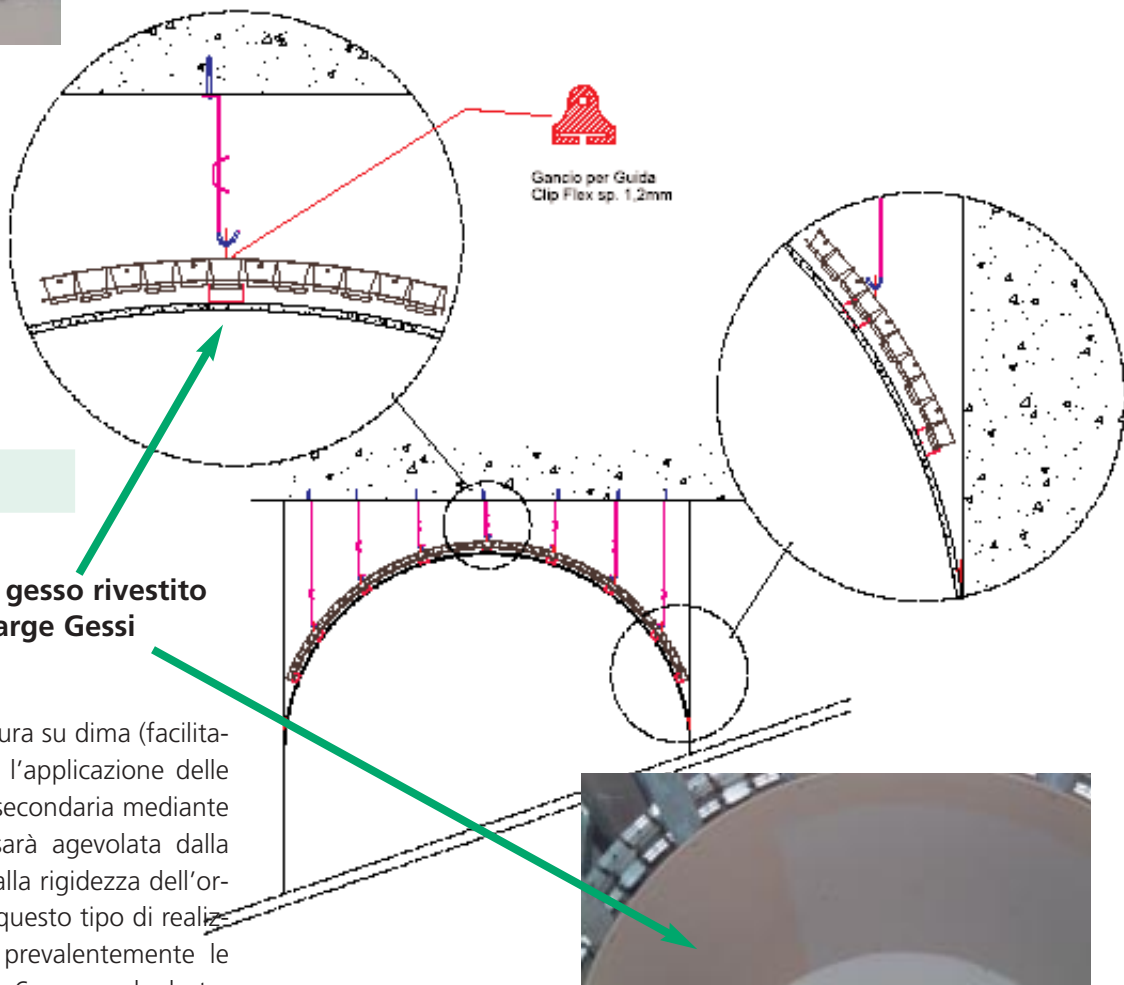 Gancio per Guida
Clip Flex sp. 1,2mm
gesso rivestito
arge Gessi
ura su dima (facilita-
l'applicazione delle
secondaria mediante
sarà agevolata dalla
alla rigidezza dell'or-
questo tipo di realiz-
prevalentemente le